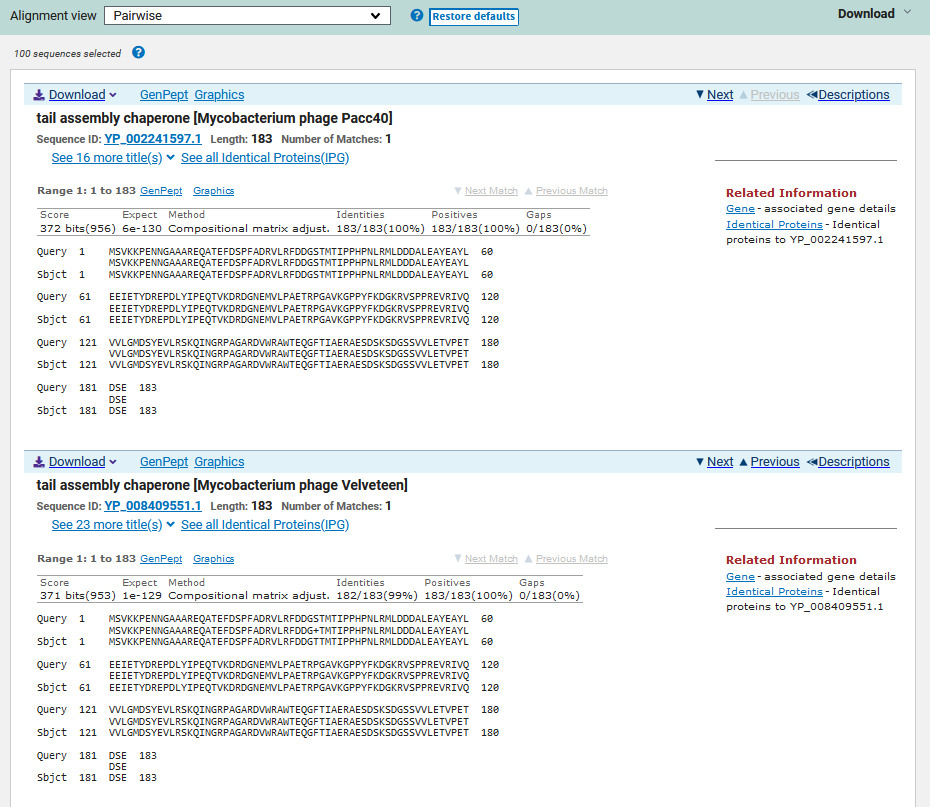 Alignment view Pairwise ? Restore defaults Download
100 sequences selected ?
Download GenPept Graphics Next Previous Descriptions
tail assembly chaperone [Mycobacterium phage Pacc40]
Sequence ID: YP_002241597.1 Length: 183 Number of Matches: 1
See 16 more title(s) See all Identical Proteins(IPG)
Range 1: 1 to 183 GenPept Graphics Next Match Previous Match
Score Expect Method Identities Positives Gaps
372 bits(956) 6e-130 Compositional matrix adjust. 183/183(100%) 183/183(100%) 0/183(0%)
Query 1 MSVKKPENNGAAAREQATEFDSPFADRVLRFDDGSTMTIPPHPNLRMLDDDALEAYEAYL 60
MSVKKPENNGAAAREQATEFDSPFADRVLRFDDGSTMTIPPHPNLRMLDDDALEAYEAYL
Sbjct 1 MSVKKPENNGAAAREQATEFDSPFADRVLRFDDGSTMTIPPHPNLRMLDDDALEAYEAYL 60
Query 61 EEIETYDREPDLYIPEQTVKDRDGNEMVLPAETRPGAVKGPPYFKDGKRVSPPREVRIVQ 120
EEIETYDREPDLYIPEQTVKDRDGNEMVLPAETRPGAVKGPPYFKDGKRVSPPREVRIVQ
Sbjct 61 EEIETYDREPDLYIPEQTVKDRDGNEMVLPAETRPGAVKGPPYFKDGKRVSPPREVRIVQ 120
Query 121 VVLGMDSYEVLRSKQINGRPAGARDVWRAWTEQGFTIAERAESDSKSDGSSVVLETVPET 180
VVLGMDSYEVLRSKQINGRPAGARDVWRAWTEQGFTIAERAESDSKSDGSSVVLETVPET
Sbjct 121 VVLGMDSYEVLRSKQINGRPAGARDVWRAWTEQGFTIAERAESDSKSDGSSVVLETVPET 180
Query 181 DSE 183
DSE
Sbjct 181 DSE 183
Related Information
Gene - associated gene details
Identical Proteins - Identical
proteins to YP_002241597.1
Download GenPept Graphics Next Previous Descriptions
tail assembly chaperone [Mycobacterium phage Velveteen]
Sequence ID: YP_008409551.1 Length: 183 Number of Matches: 1
See 23 more title(s) See all Identical Proteins(IPG)
Range 1: 1 to 183 GenPept Graphics Next Match Previous Match
Score Expect Method Identities Positives Gaps
371 bits(953) 1e-129 Compositional matrix adjust. 182/183(99%) 183/183(100%) 0/183(0%)
Query 1 MSVKKPENNGAAAREQATEFDSPFADRVLRFDDGSTMTIPPHPNLRMLDDDALEAYEAYL 60
MSVKKPENNGAAAREQATEFDSPFADRVLRFDDG+TMTIPPHPNLRMLDDDALEAYEAYL
Sbjct 1 MSVKKPENNGAAAREQATEFDSPFADRVLRFDDGTTMTIPPHPNLRMLDDDALEAYEAYL 60
Query 61 EEIETYDREPDLYIPEQTVKDRDGNEMVLPAETRPGAVKGPPYFKDGKRVSPPREVRIVQ 120
EEIETYDREPDLYIPEQTVKDRDGNEMVLPAETRPGAVKGPPYFKDGKRVSPPREVRIVQ
Sbjct 61 EEIETYDREPDLYIPEQTVKDRDGNEMVLPAETRPGAVKGPPYFKDGKRVSPPREVRIVQ 120
Query 121 VVLGMDSYEVLRSKQINGRPAGARDVWRAWTEQGFTIAERAESDSKSDGSSVVLETVPET 180
VVLGMDSYEVLRSKQINGRPAGARDVWRAWTEQGFTIAERAESDSKSDGSSVVLETVPET
Sbjct 121 VVLGMDSYEVLRSKQINGRPAGARDVWRAWTEQGFTIAERAESDSKSDGSSVVLETVPET 180
Query 181 DSE 183
DSE
Sbjct 181 DSE 183
Related Information
Gene - associated gene details
Identical Proteins - Identical
proteins to YP_008409551.1